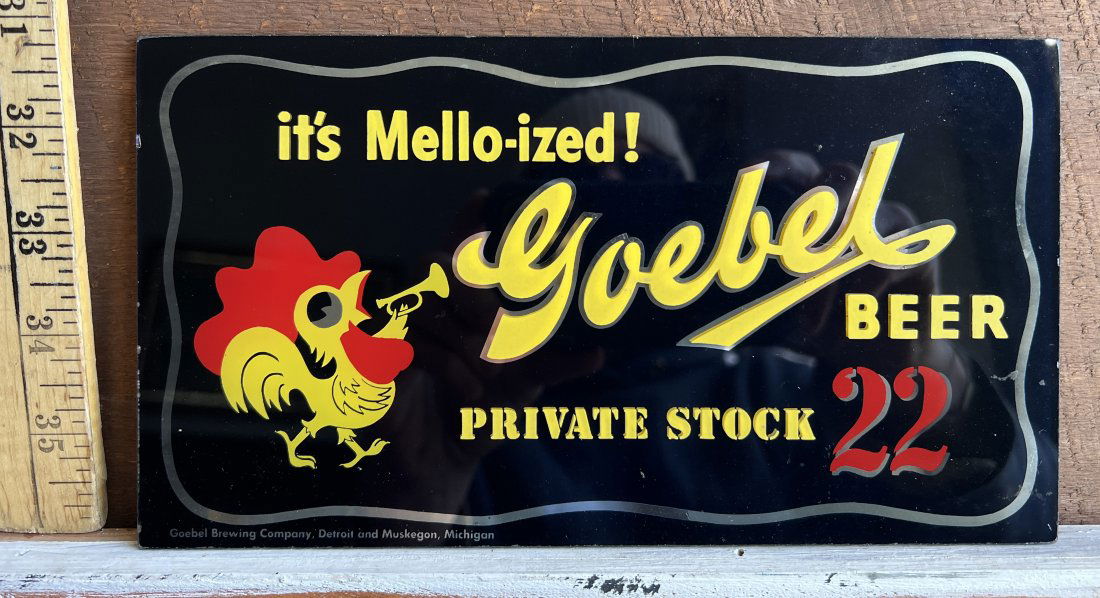 31
32
33
34
35
it's Mello-ized!
Goebel
BEER
PRIVATE STOCK 22
Goebel Brewing Company, Detroit and Muskegon, Michigan